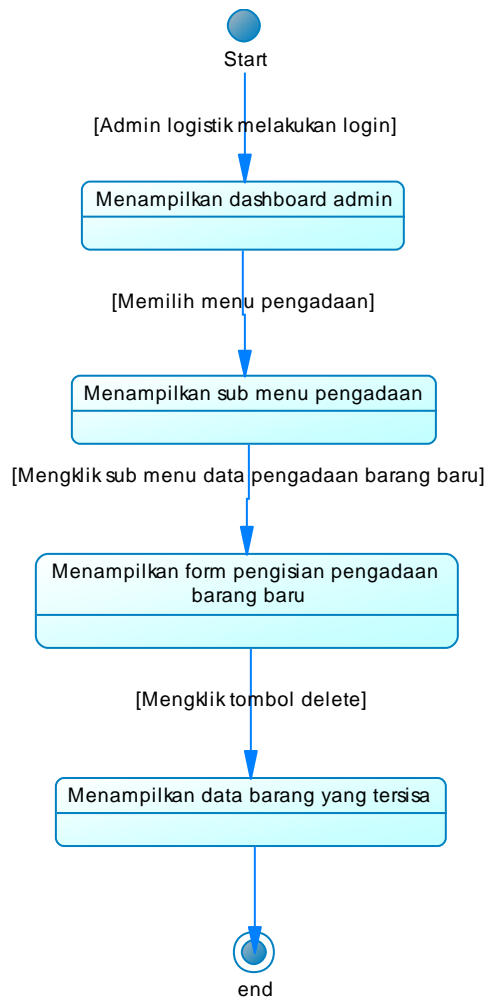 Start
[Admin logistik melakukan login]
Menampilkan dashboard admin
[Memilih menu pengadaan]
Menampilkan sub menu pengadaan
[Mengklik sub menu data pengadaan barang baru]
Menampilkan form pengisian pengadaan
barang baru
[Mengklik tombol delete]
Menampilkan data barang yang tersisa
end